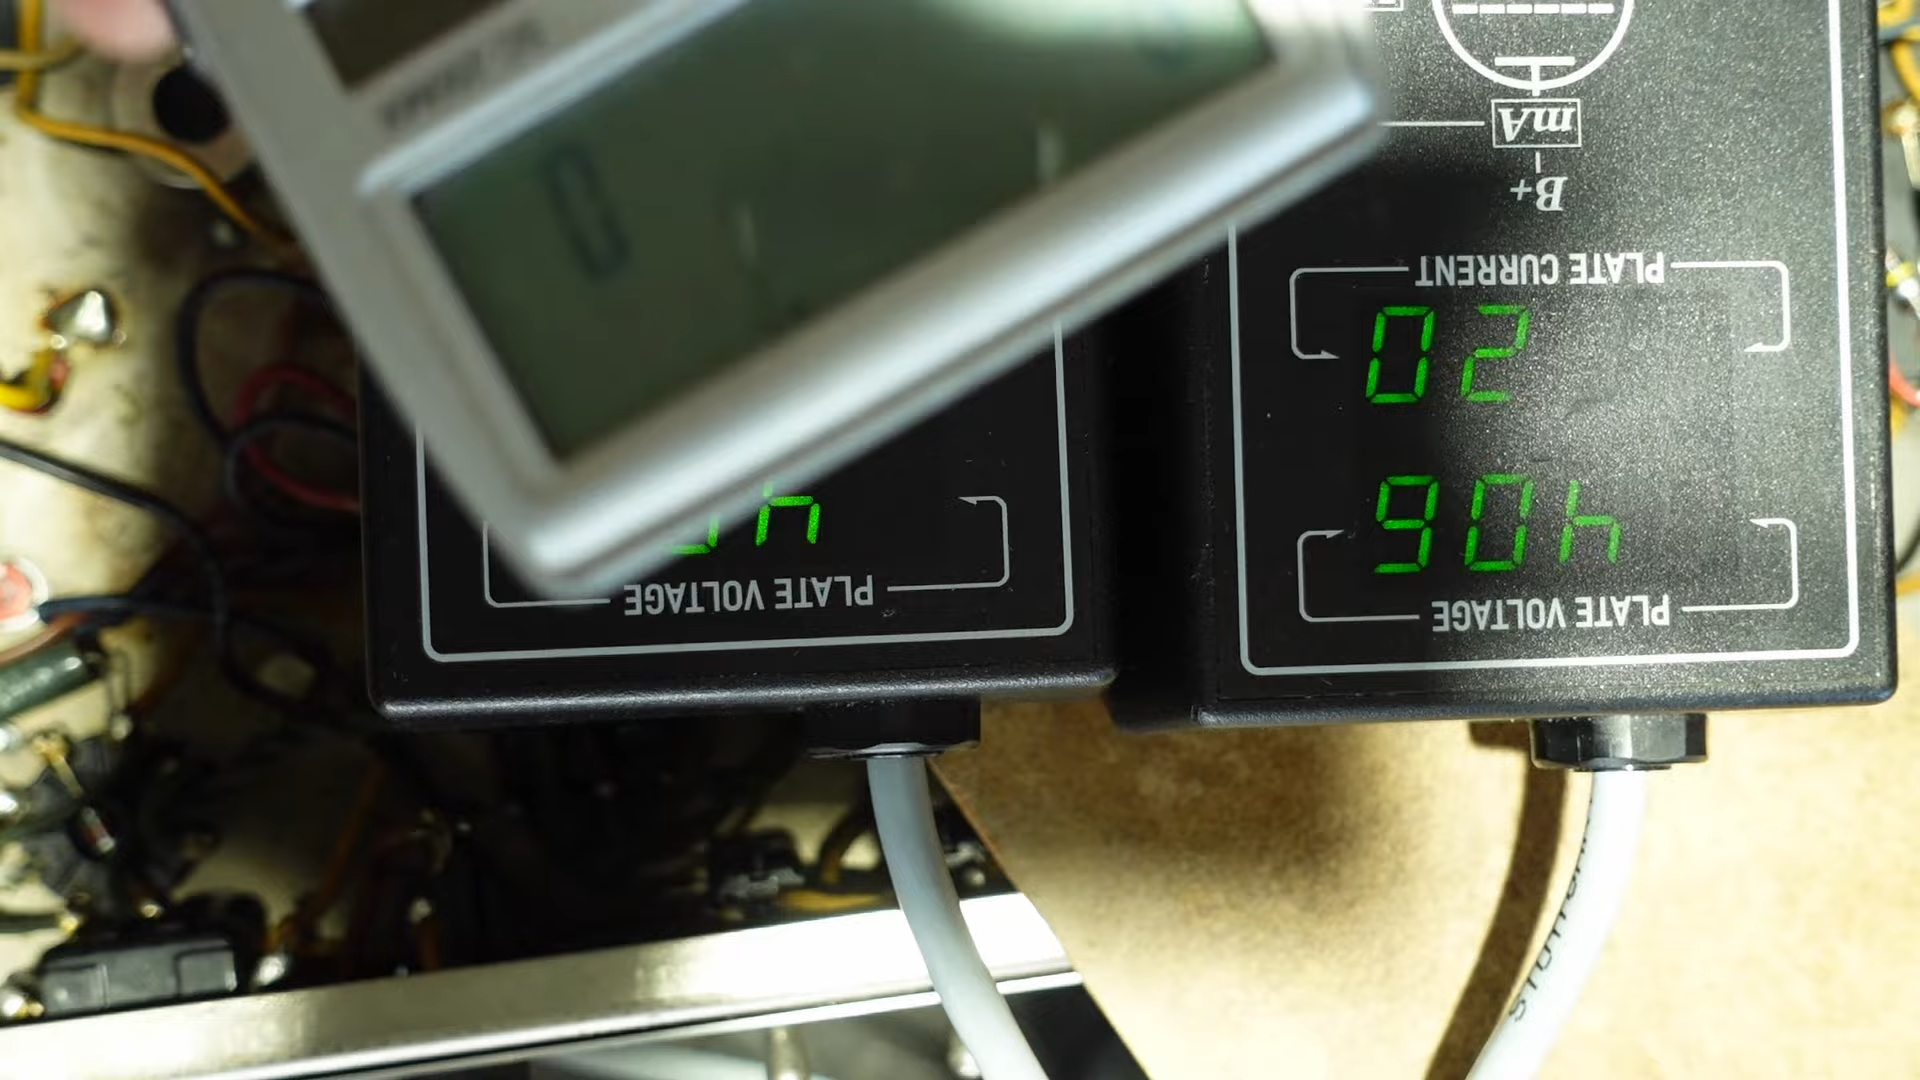 PLATE VOLTAGE
406
PLATE CURRENT
20
B+
mA
PLATE VOLTAGE